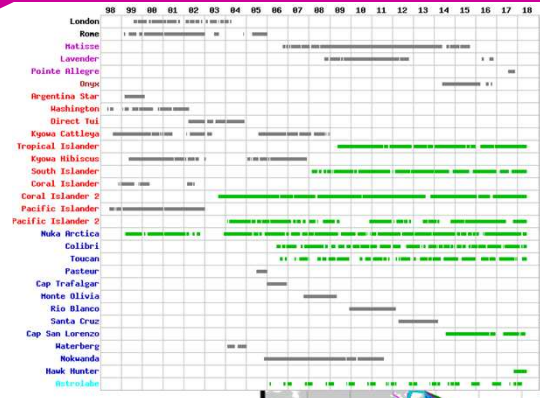 98 99 00 01 02 03 04 05 06 07 08 09 10 11 12 13 14 15 16 17 18
London
Rome
Matisse
Lavender
Pointe Allegre
Onyx
Argentina Star
Washington
Direct Tui
Kyowa Cattleya
Tropical Islander
Kyowa Hibiscus
South Islander
Coral Islander
Coral Islander 2
Pacific Islander
Pacific Islander 2
Nuka Arctica
Colibri
Toucan
Pasteur
Cap Trafalgar
Monte Olivia
Rio Blanco
Santa Cruz
Cap San Lorenzo
Waterberg
Nokwanda
Hawk Hunter
Astrolabe